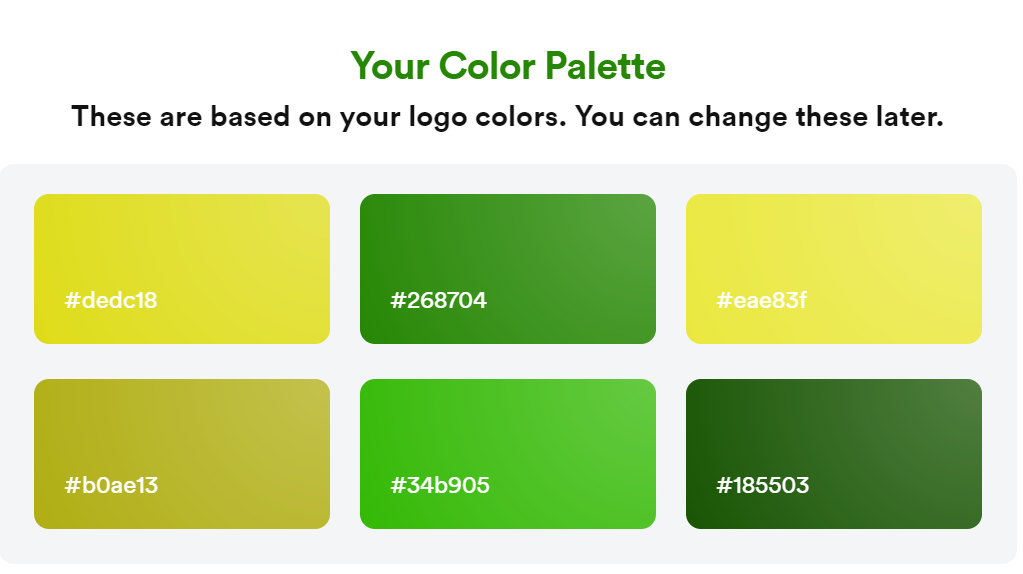 Your Color Palette
These are based on your logo colors. You can change these later.
#dedc18
#268704
#eae83f
#b0ae13
#34b905
#185503